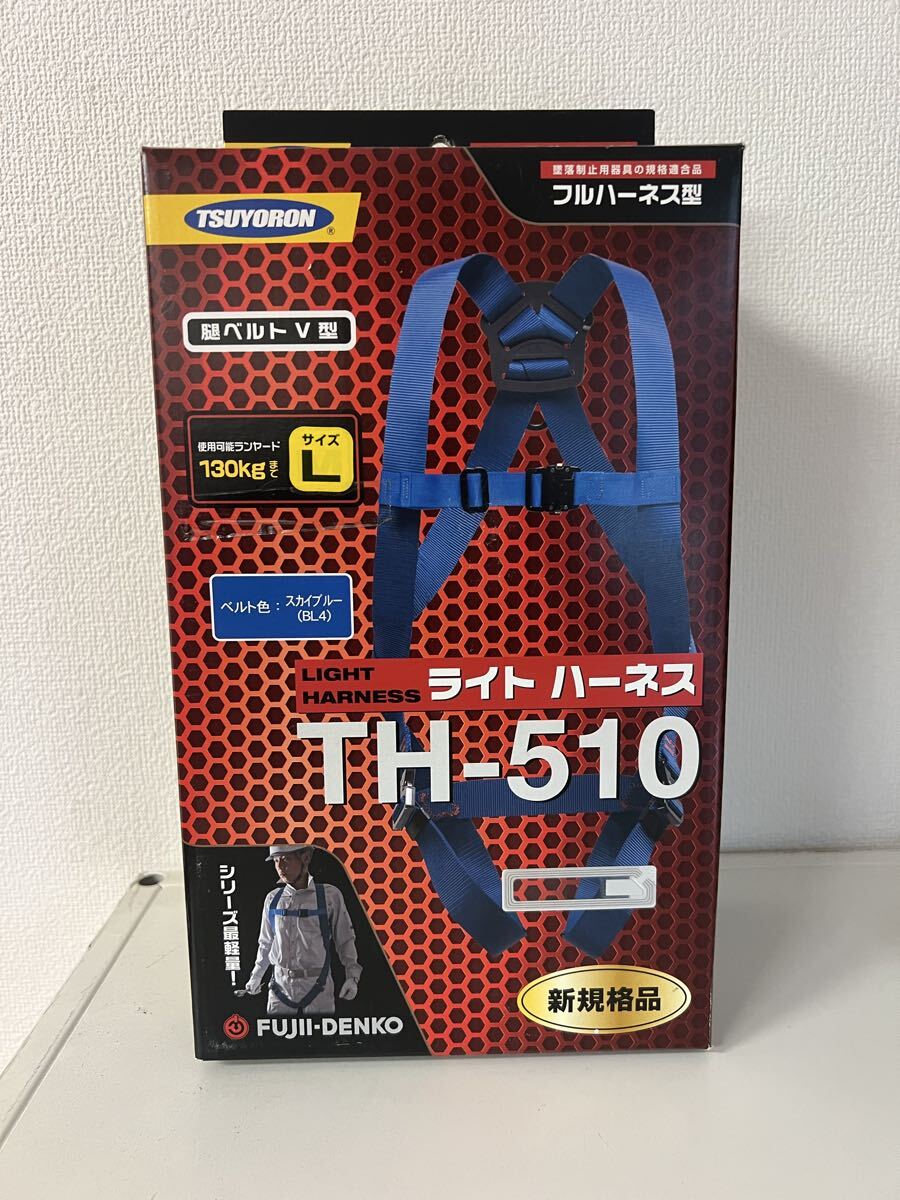 墜落制止用器具の規格適合品
フルハーネス型
TSUYORON
®
腿ベルト V 型
使用可能ランヤード
130kgまで
サイズ
L
ベルト色：スカイブルー
(BL4)
LIGHT
HARNESS
ライト ハーネス
TH-510
シリーズ最軽量！
新規格品
FUJII-DENKO